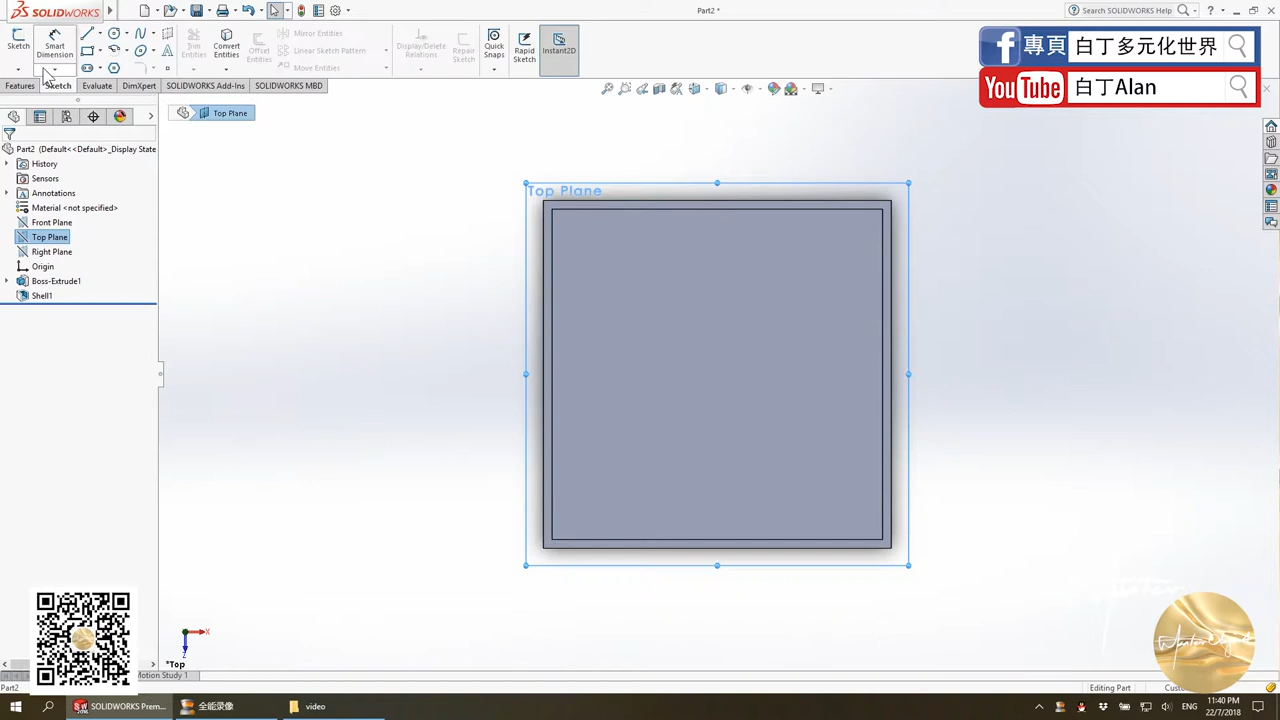 SOLIDWORKS
Part2 *
Search SOLIDWORKS Help
Sketch
Smart Dimension
Trim Entities
Convert Entities
Offset Entities
Mirror Entities
Linear Sketch Pattern
Move Entities
Display/Delete Relations
Repair Sketch
Quick Snaps
Rapid Sketch
Instant2D
專頁 白丁多元化世界
YouTube 白丁Alan
Features
Sketch
Evaluate
DimXpert
SOLIDWORKS Add-Ins
SOLIDWORKS MBD
Top Plane
Part2 (Default<<Default>_Display State
History
Sensors
Annotations
Material <not specified>
Front Plane
Top Plane
Right Plane
Origin
Boss-Extrude1
Shell1
Top Plane
X
Z
*Top
Motion Study 1
Part2
Editing Part
SOLIDWORKS Prem...
全能录像
video
ENG
11:40 PM
22/7/2018